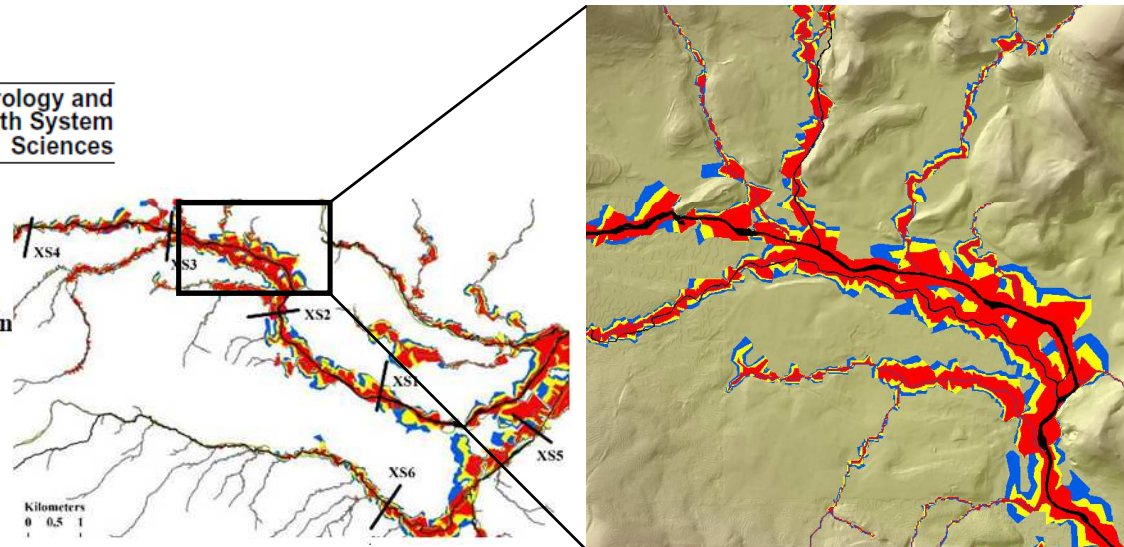 rology and
th System
Sciences
XS4
XS3
n
XS2
XS1
XS5
XS6
Kilometers
0 0.5 1